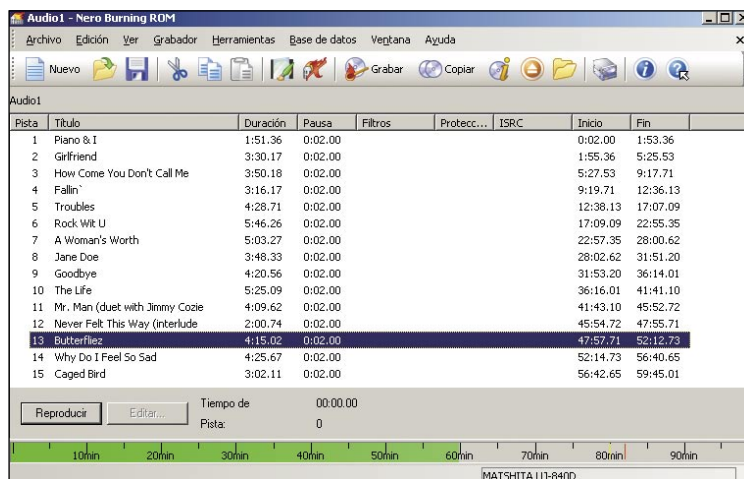 Audio1 - Nero Burning ROM
Archivo Edición Ver Grabador Herramientas Base de datos Ventana Ayuda
Nuevo Grabar Copiar
Audio1
Pista Título Duración Pausa Filtros Protecc... ISRC Inicio Fin
1 Piano & I 1:51.36 0:02.00 0:02.00 1:53.36
2 Girlfriend 3:30.17 0:02.00 1:55.36 5:25.53
3 How Come You Don't Call Me 3:50.18 0:02.00 5:27.53 9:17.71
4 Fallin` 3:16.17 0:02.00 9:19.71 12:36.13
5 Troubles 4:28.71 0:02.00 12:38.13 17:07.09
6 Rock Wit U 5:46.26 0:02.00 17:09.09 22:55.35
7 A Woman's Worth 5:03.27 0:02.00 22:57.35 28:00.62
8 Jane Doe 3:48.33 0:02.00 28:02.62 31:51.20
9 Goodbye 4:20.56 0:02.00 31:53.20 36:14.01
10 The Life 5:25.09 0:02.00 36:16.01 41:41.10
11 Mr. Man (duet with Jimmy Cozie 4:09.62 0:02.00 41:43.10 45:52.72
12 Never Felt This Way (interlude 2:00.74 0:02.00 45:54.72 47:55.71
13 Butterfliez 4:15.02 0:02.00 47:57.71 52:12.73
14 Why Do I Feel So Sad 4:25.67 0:02.00 52:14.73 56:40.65
15 Caged Bird 3:02.11 0:02.00 56:42.65 59:45.01
Reproducir Editar... Tiempo de 00:00.00
Pista: 0
10min 20min 30min 40min 50min 60min 70min 80min 90min
MATSHITA UJ-840D